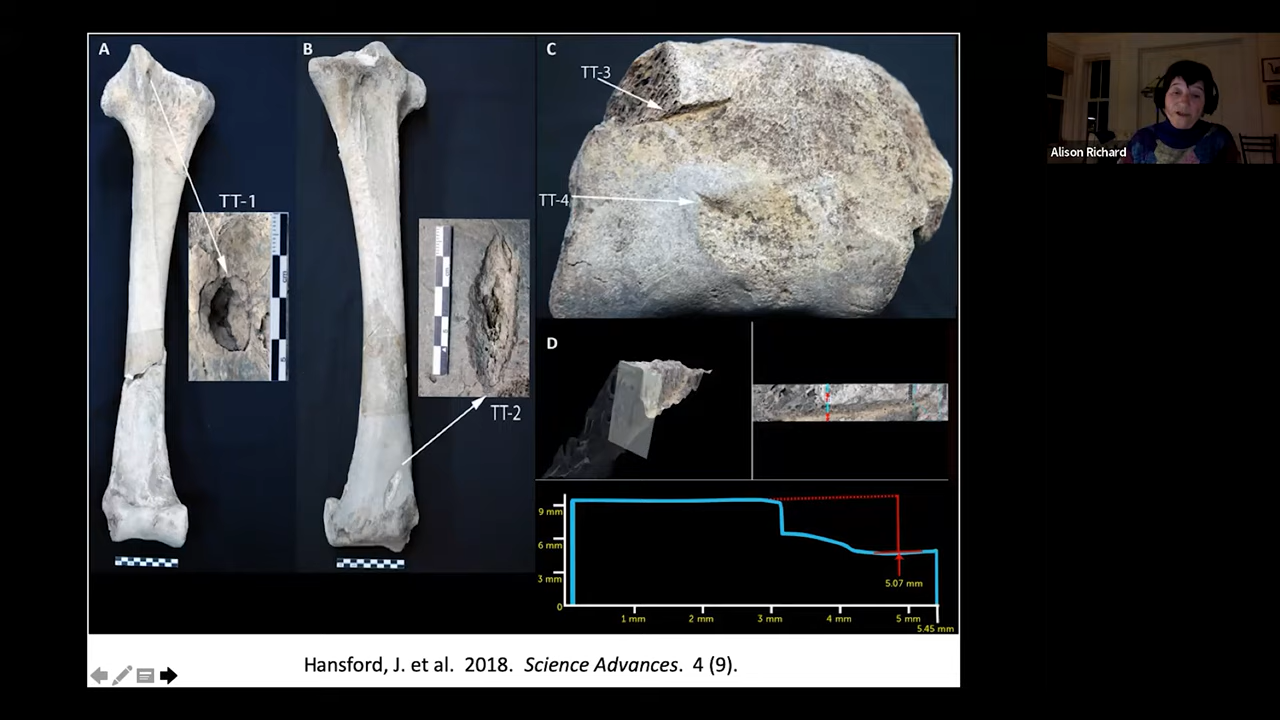 A
B
C
TT-3
Alison Richard
TT-1
TT-4
cm
TT-2
D
9 mm
6 mm
3 mm
0
5.07 mm
1 mm
2 mm
3 mm
4 mm
5 mm
5.45 mm
Hansford, J. et al. 2018. Science Advances. 4 (9).